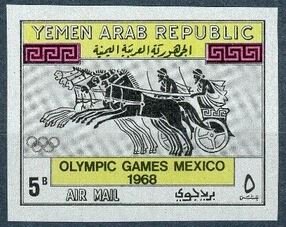 YEMEN ARAB REPUBLIC
الجمهورية العربية اليمنية
OLYMPIC GAMES MEXICO
1968
5B
AIR MAIL
بريد جوي
٥